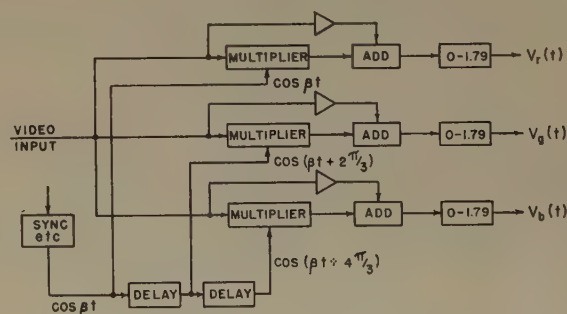 MULTIPLIER
ADD
0-1.79
Vr(t)
COS βt
VIDEO
INPUT
MULTIPLIER
ADD
0-1.79
Vg(t)
COS (βt + 2π/3)
MULTIPLIER
ADD
0-1.79
Vb(t)
SYNC
etc
COS (βt + 4π/3)
COS βt
DELAY
DELAY